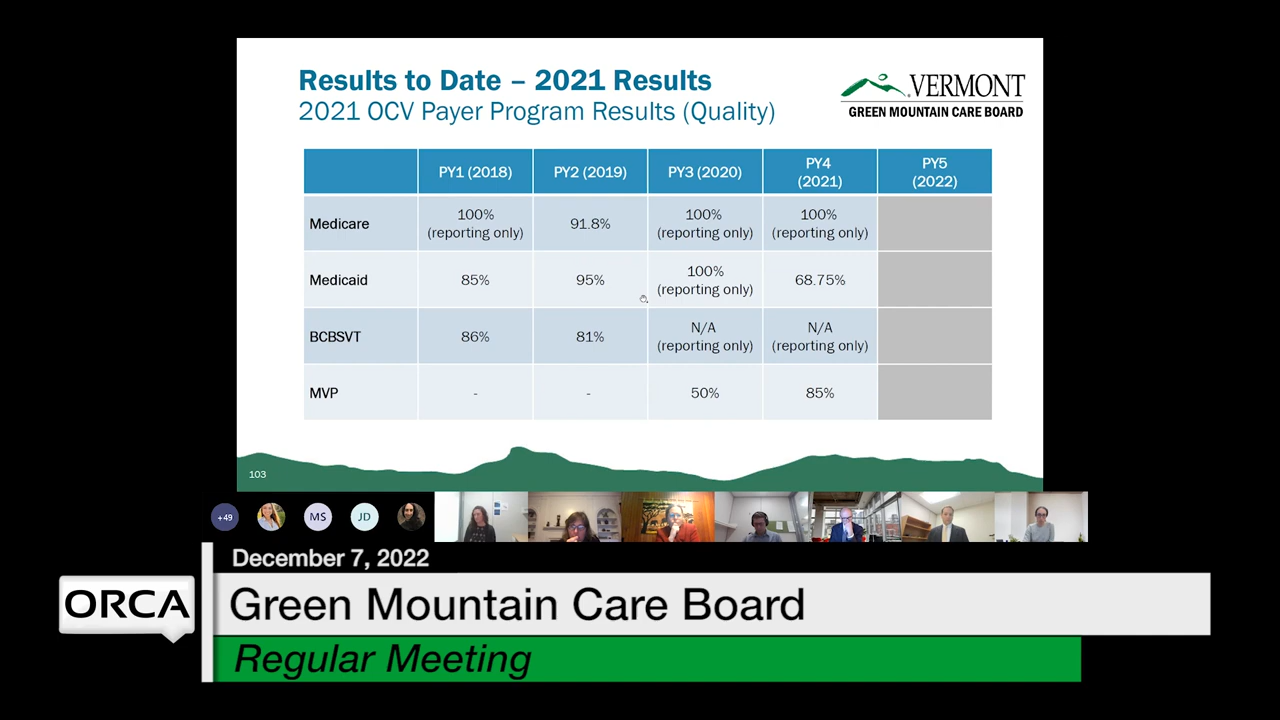 Results to Date – 2021 Results
2021 OCV Payer Program Results (Quality)
VERMONT
GREEN MOUNTAIN CARE BOARD
PY1 (2018)
PY2 (2019)
PY3 (2020)
PY4
(2021)
PY5
(2022)
Medicare
100%
(reporting only)
91.8%
100%
(reporting only)
100%
(reporting only)
Medicaid
85%
95%
100%
(reporting only)
68.75%
BCBSVT
86%
81%
N/A
(reporting only)
N/A
(reporting only)
MVP
-
-
50%
85%
103
+49
MS
JD
December 7, 2022
ORCA
Green Mountain Care Board
Regular Meeting